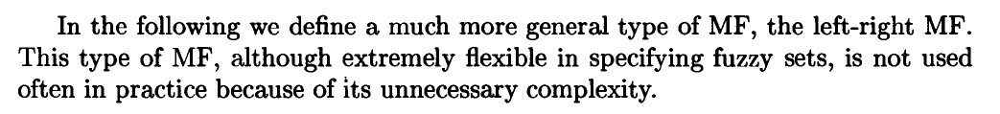 In the following we define a much more general type of MF, the left-right MF.
This type of MF, although extremely flexible in specifying fuzzy sets, is not used
often in practice because of its unnecessary complexity.